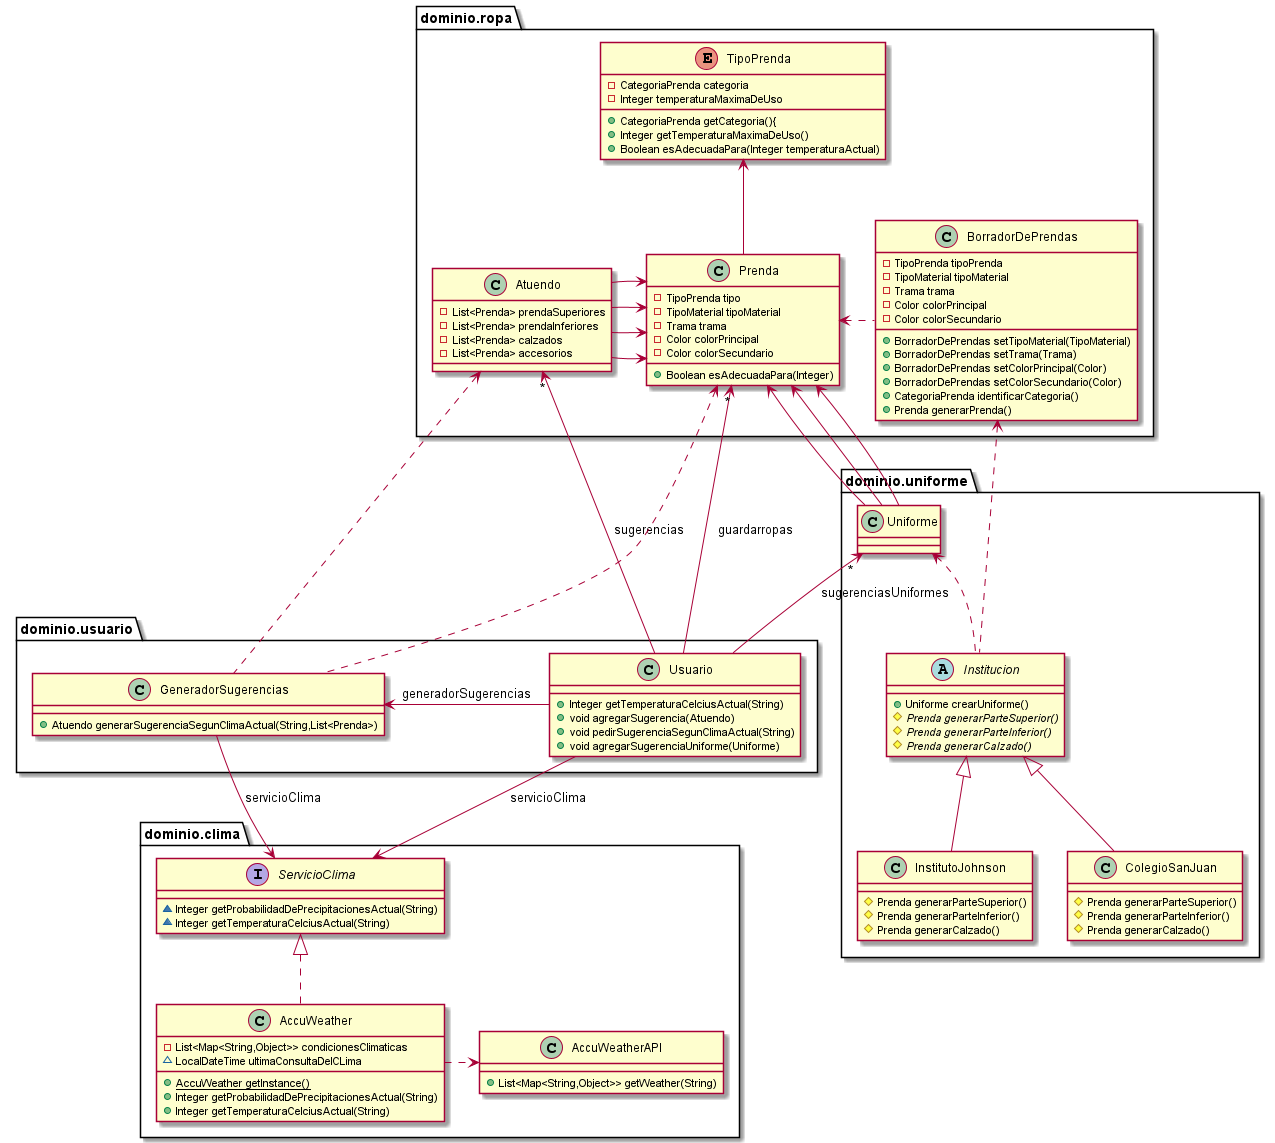 dominio.ropa
TipoPrenda
CategoriaPrenda categoria
Integer temperaturaMaximaDeUso
CategoriaPrenda getCategoria(){
Integer getTemperaturaMaximaDeUso()
Boolean esAdecuadaPara(Integer temperaturaActual)
BorradorDePrendas
TipoPrenda tipoPrenda
TipoMaterial tipoMaterial
Trama trama
Color colorPrincipal
Color colorSecundario
BorradorDePrendas setTipoMaterial(TipoMaterial)
BorradorDePrendas setTrama(Trama)
BorradorDePrendas setColorPrincipal(Color)
BorradorDePrendas setColorSecundario(Color)
CategoriaPrenda identificarCategoria()
Prenda generarPrenda()
Prenda
TipoPrenda tipo
TipoMaterial tipoMaterial
Trama trama
Color colorPrincipal
Color colorSecundario
Boolean esAdecuadaPara(Integer)
Atuendo
List<Prenda> prendaSuperiores
List<Prenda> prendaInferiores
List<Prenda> calzados
List<Prenda> accesorios
*
*
dominio.uniforme
Uniforme
*
sugerencias
guardarropas
sugerenciasUniformes
dominio.usuario
GeneradorSugerencias
Atuendo generarSugerenciaSegunClimaActual(String,List<Prenda>)
generadorSugerencias
Usuario
Integer getTemperaturaCelciusActual(String)
void agregarSugerencia(Atuendo)
void pedirSugerenciaSegunClimaActual(String)
void agregarSugerenciaUniforme(Uniforme)
Institucion
Uniforme crearUniforme()
Prenda generarParteSuperior()
Prenda generarParteInferior()
Prenda generarCalzado()
servicioClima
servicioClima
InstitutoJohnson
Prenda generarParteSuperior()
Prenda generarParteInferior()
Prenda generarCalzado()
ColegioSanJuan
Prenda generarParteSuperior()
Prenda generarParteInferior()
Prenda generarCalzado()
dominio.clima
ServicioClima
Integer getProbabilidadDePrecipitacionesActual(String)
Integer getTemperaturaCelciusActual(String)
AccuWeather
List<Map<String,Object>> condicionesClimaticas
LocalDateTime ultimaConsultaDelCLima
AccuWeather getInstance()
Integer getProbabilidadDePrecipitacionesActual(String)
Integer getTemperaturaCelciusActual(String)
AccuWeatherAPI
List<Map<String,Object>> getWeather(String)